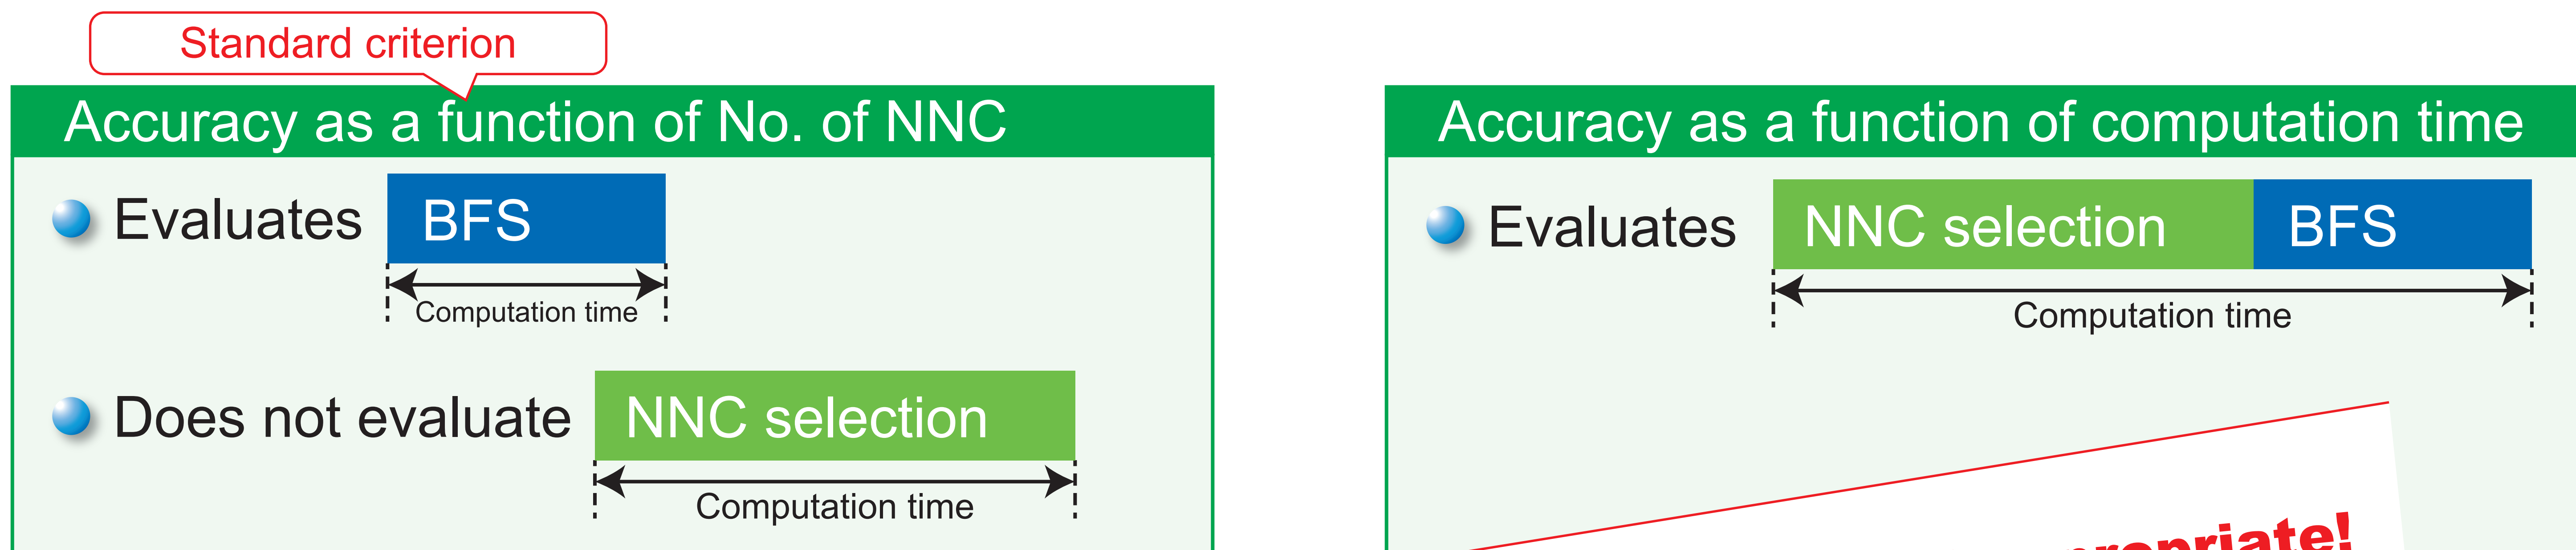 Standard criterion
Accuracy as a function of No. of NNC
Evaluates BFS
Computation time
Does not evaluate NNC selection
Computation time
Accuracy as a function of computation time
Evaluates NNC selection BFS
Computation time